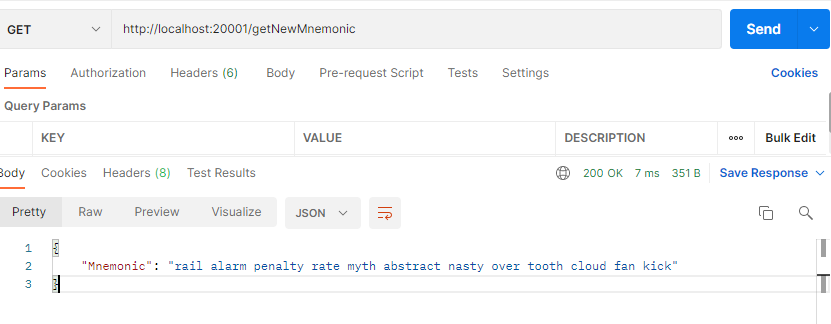 GET http://localhost:20001/getNewMnemonic Send
Params Authorization Headers (6) Body Pre-request Script Tests Settings Cookies
Query Params
KEY VALUE DESCRIPTION ooo Bulk Edit
Body Cookies Headers (8) Test Results 200 OK 7 ms 351 B Save Response
Pretty Raw Preview Visualize JSON
1 {
2 "Mnemonic": "rail alarm penalty rate myth abstract nasty over tooth cloud fan kick"
3 }